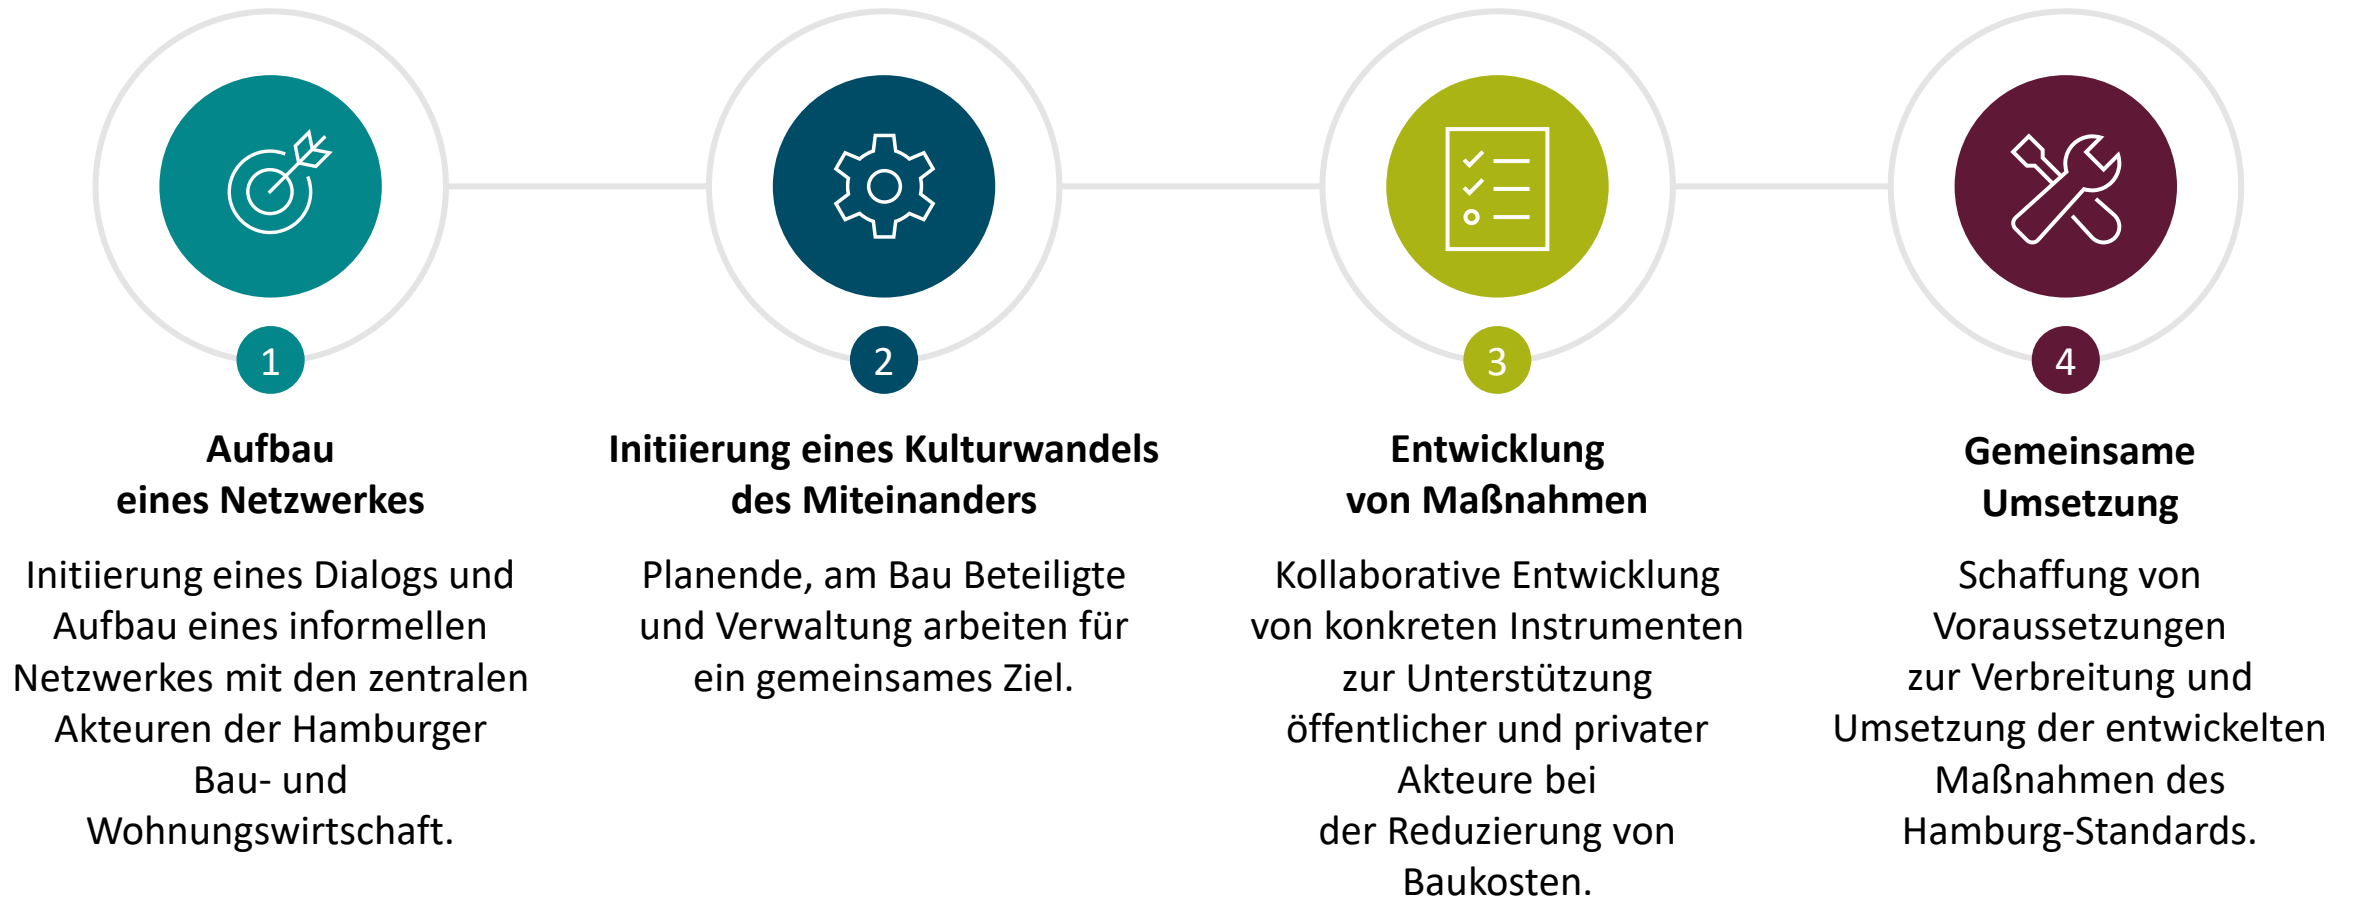 1
Aufbau
eines Netzwerkes
Initiierung eines Dialogs und
Aufbau eines informellen
Netzwerkes mit den zentralen
Akteuren der Hamburger
Bau- und
Wohnungswirtschaft.
2
Initiierung eines Kulturwandels
des Miteinanders
Planende, am Bau Beteiligte
und Verwaltung arbeiten für
ein gemeinsames Ziel.
3
Entwicklung
von Maßnahmen
Kollaborative Entwicklung
von konkreten Instrumenten
zur Unterstützung
öffentlicher und privater
Akteure bei
der Reduzierung von
Baukosten.
4
Gemeinsame
Umsetzung
Schaffung von
Voraussetzungen
zur Verbreitung und
Umsetzung der entwickelten
Maßnahmen des
Hamburg-Standards.